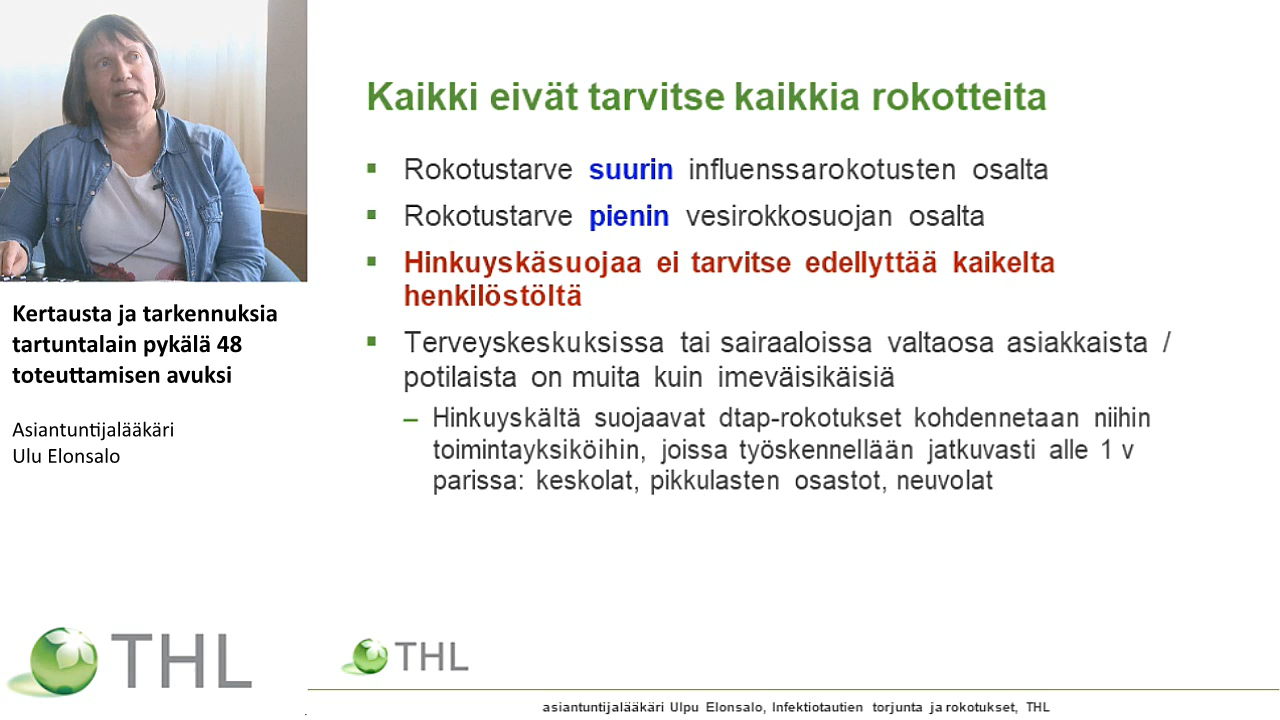 Kaikki eivät tarvitse kaikkia rokotteita
Rokotustarve suurin influenssarokotusten osalta
Rokotustarve pienin vesirokkosuojan osalta
Hinkuyskäsuojaa ei tarvitse edellyttää kaikelta
henkilöstöltä
Terveyskeskuksissa tai sairaaloissa valtaosa asiakkaista /
potilaista on muita kuin imeväisikäisiä
– Hinkuyskältä suojaavat dtap-rokotukset kohdennetaan niihin
toimintayksiköihin, joissa työskennellään jatkuvasti alle 1 v
parissa: keskolat, pikkulasten osastot, neuvolat
Kertausta ja tarkennuksia
tartuntalain pykälä 48
toteuttamisen avuksi
Asiantuntijalääkäri
Ulu Elonsalo
THL
THL
asiantuntijalääkäri Ulpu Elonsalo, Infektiotautien torjunta ja rokotukset, THL